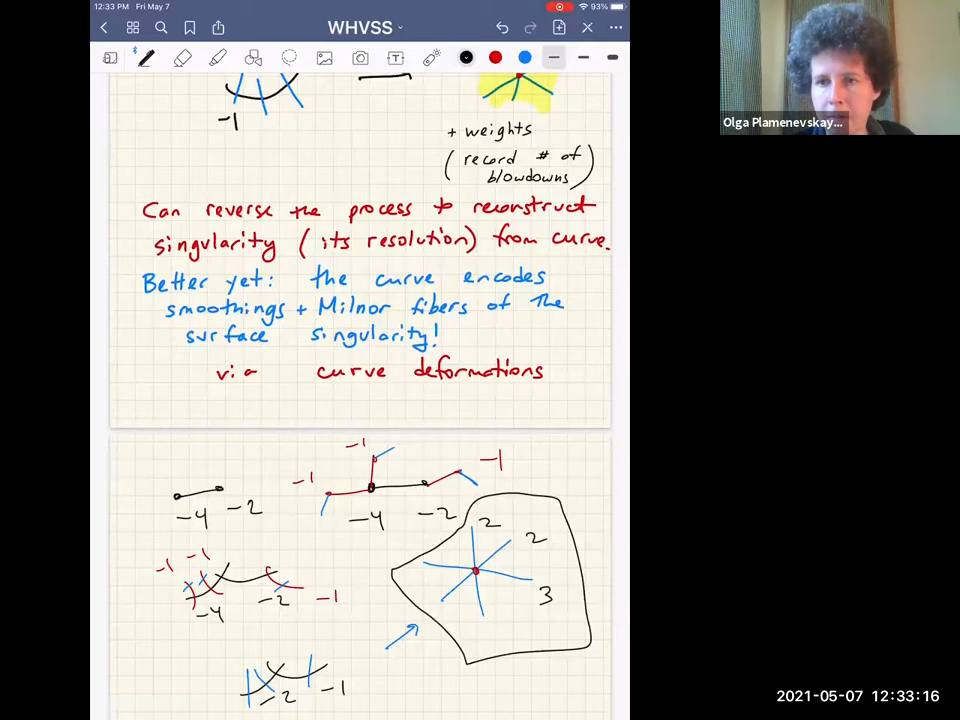 12:33 PM Fri May 7
93%
WHVSS
Olga Plamenevskay...
-1
+ weights
( record # of
blowdowns )
Can reverse the process to reconstruct
singularity ( its resolution ) from curve.
Better yet: the curve encodes
smoothings + Milnor fibers of the
surface singularity!
via curve deformations
-1
-1
-1
-4 -2
-4 -2
2
2
3
-1 -1
-4 -2 -1
-2 -1
2021-05-07 12:33:16